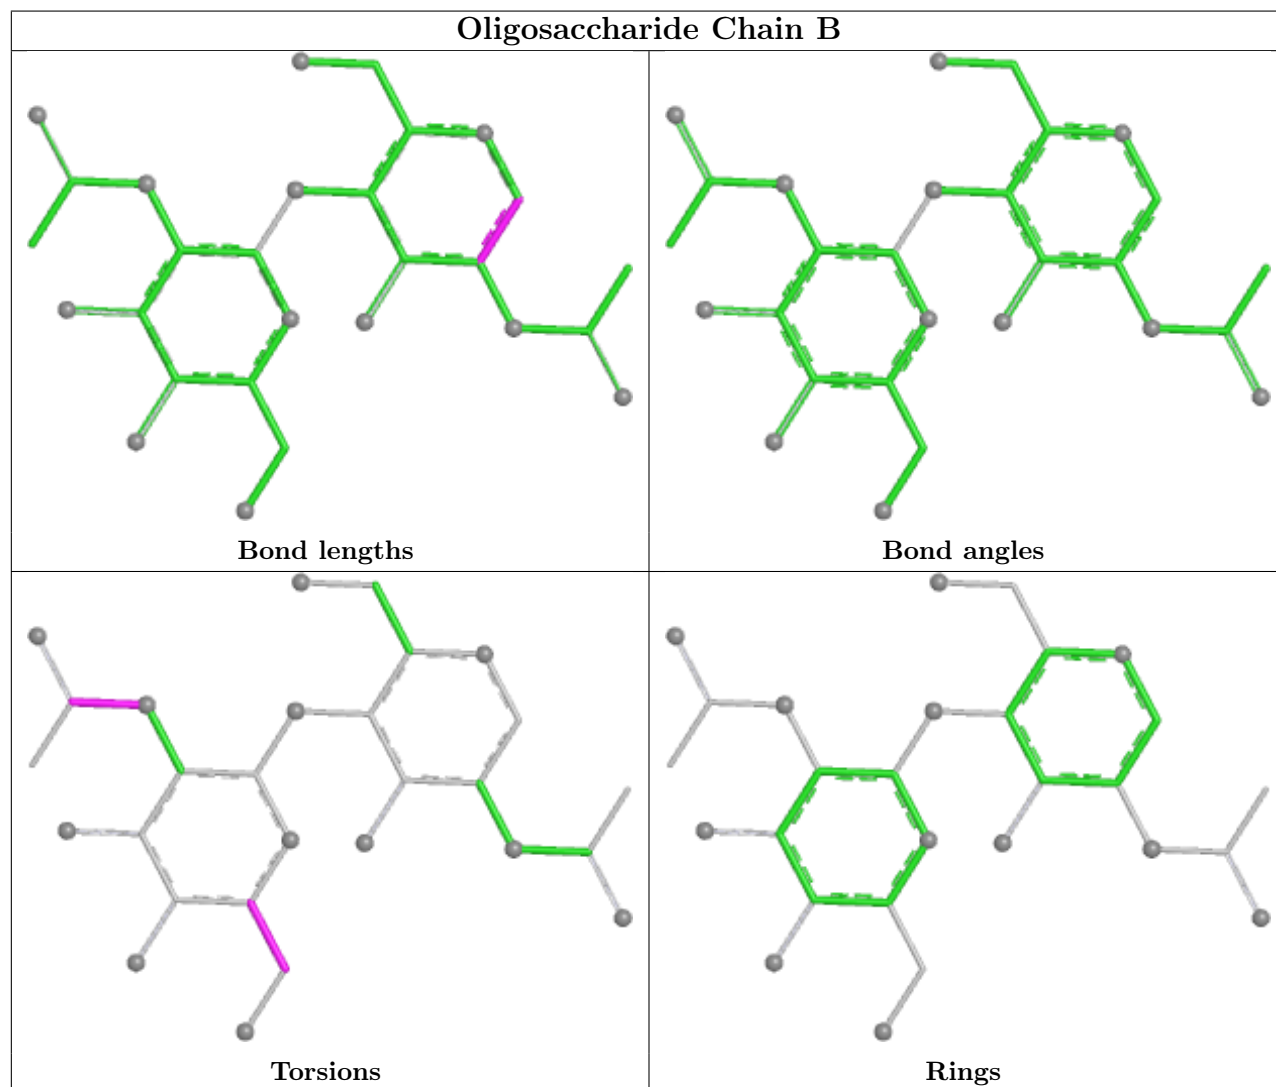 Oligosaccharide Chain B
Bond lengths
Bond angles
Torsions
Rings